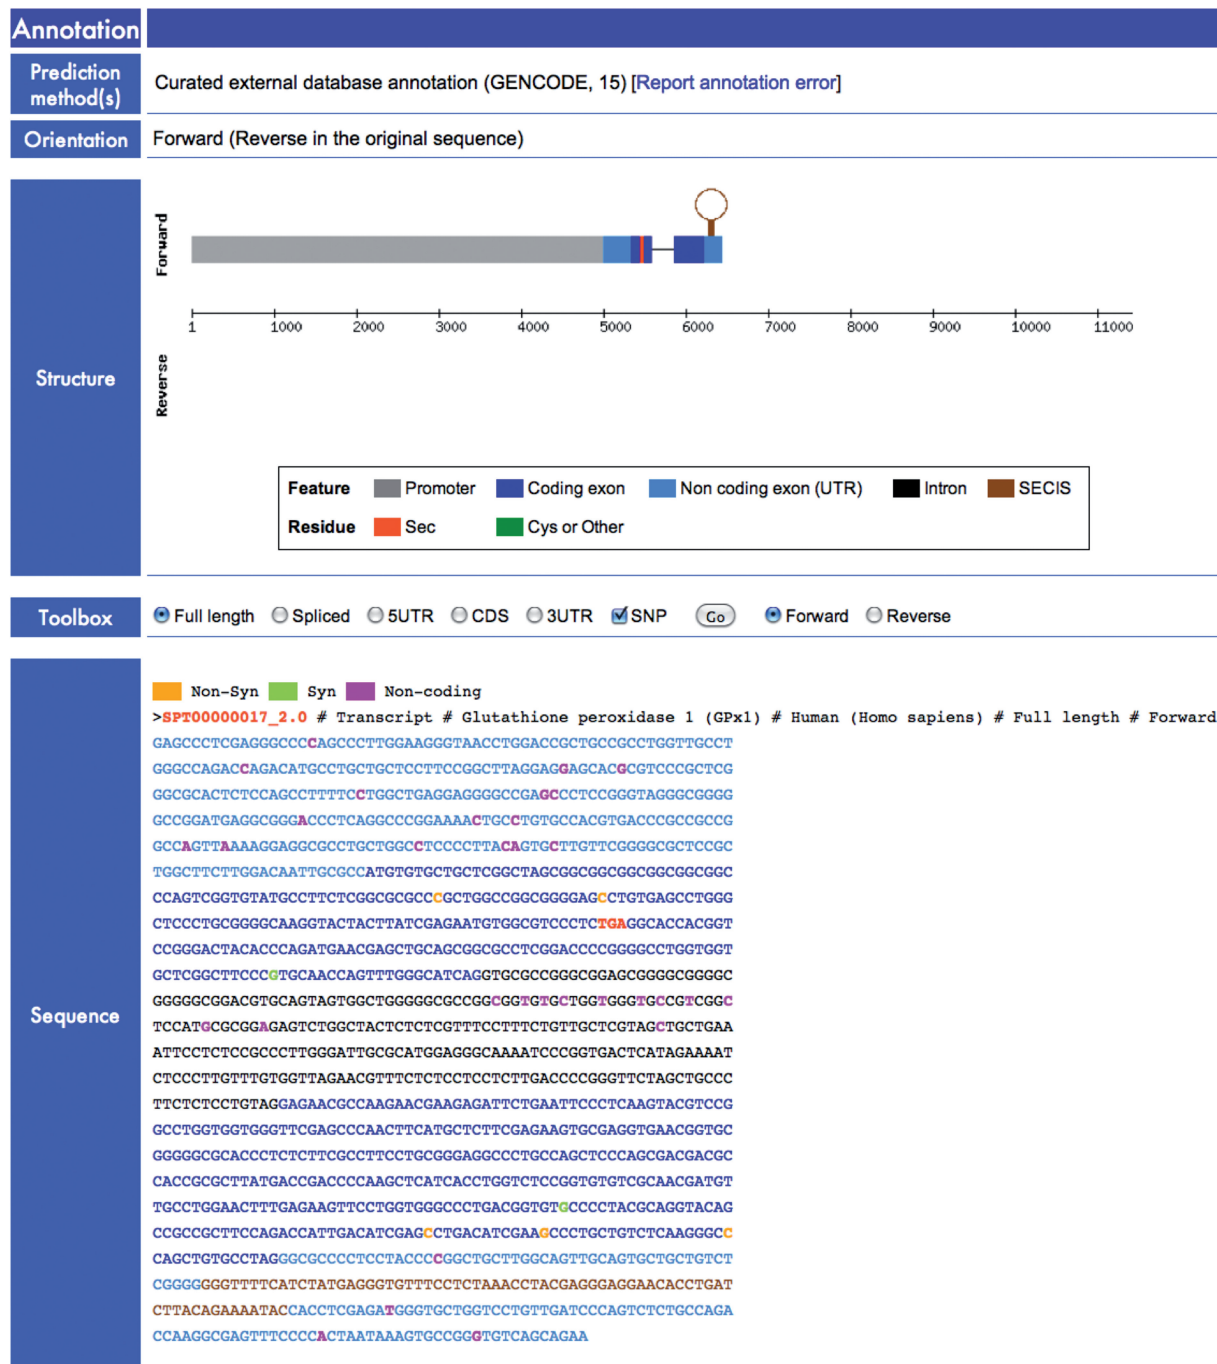 Annotation
Prediction method(s)
Curated external database annotation (GENCODE, 15) [Report annotation error]
Orientation
Forward (Reverse in the original sequence)
Structure
Forward
1 1000 2000 3000 4000 5000 6000 7000 8000 9000 10000 11000
Reverse
Feature Promoter Coding exon Non coding exon (UTR) Intron SECIS
Residue Sec Cys or Other
Toolbox
Full length Spliced 5UTR CDS 3UTR SNP Go Forward Reverse
Sequence
Non-Syn Syn Non-coding
>SPT00000017_2.0 # Transcript # Glutathione peroxidase 1 (GPx1) # Human (Homo sapiens) # Full length # Forward
GAGCCCTCGAGGGCCCCAGCCCTTGGAAGGGTAACCTGGACCGCTGCCGCCTGGTTGCCT
GGGCCAGACCAGACATGCCTGCTGCTCCTTCCGGCTTAGGAGGAGCACGCGTCCCGCTCG
GGCGCACTCTCCAGCCTTTTCCTGGCTGAGGAGGGGCCGAGCCCTCCGGGTAGGGCGGGG
GCCGGATGAGGCGGGACCCTCAGGCCCGGAAAACTGCCTGTGCCACGTGACCCGCCGCCG
GCCAGTTAAAAGGAGGCGCCTGCTGGCCTCCCCTTACAGTGCTTGTTCGGGGCGCTCCGC
TGGCTTCTTGGACAATTGCGCCATGTGTGCTGCTCGGCTAGCGGCGGCGGCGGCGGCGGC
CCAGTCGGTGTATGCCTTCTCGGCGCGCCCGCTGGCCGGCGGGGAGCCTGTGAGCCTGGG
CTCCCTGCGGGGCAAGGTACTACTTATCGAGAATGTGGCGTCCCTCTGAGGCACCACGGT
CCGGGACTACACCCAGATGAACGAGCTGCAGCGGCGCCTCGGACCCCGGGGCCTGGTGGT
GCTCGGCTTCCCGTGCAACCAGTTTGGGCATCAGGTGCGCCGGGCGGAGCGGGGCGGGGC
GGGGGCGGACGTGCAGTAGTGGCTGGGGGCGCCGGCGGTGTGCTGGTGGGTGCCGTCGGC
TCCATGCGCGGAGAGTCTGGCTACTCTCTCGTTTCCTTTCTGTTGCTCGTAGCTGCTGAA
ATTCCTCTCCGCCCTTGGGATTGCGCATGGAGGGCAAAATCCCGGTGACTCATAGAAAAT
CTCCCTTGTTTGTGGTTAGAACGTTTCTCTCCTCCTCTTGACCCCGGGTTCTAGCTGCCC
TTCTCTCCTGTAGGAGAACGCCAAGAACGAAGAGATTCTGAATTCCCTCAAGTACGTCCG
GCCTGGTGGTGGGTTCGAGCCCAACTTCATGCTCTTCGAGAAGTGCGAGGTGAACGGTGC
GGGGGCGCACCCTCTCTTCGCCTTCCTGCGGGAGGCCCTGCCAGCTCCCAGCGACGACGC
CACCGCGCTTATGACCGACCCCAAGCTCATCACCTGGTCTCCGGTGTGTCGCAACGATGT
TGCCTGGAACTTTGAGAAGTTCCTGGTGGGCCCTGACGGTGTGCCCCTACGCAGGTACAG
CCGCCGCTTCCAGACCATTGACATCGAGCCTGACATCGAAGCCCTGCTGTCTCAAGGGCC
CAGCTGTGCCTAGGGCGCCCCTCCTACCCCGGCTGCTTGGCAGTTGCAGTGCTGCTGTCT
CGGGGGGGTTTTCATCTATGAGGGTGTTTCCTCTAAACCTACGAGGGAGGAACACCTGAT
CTTACAGAAAATACCACCTCGAGATGGGTGCTGGTCCTGTTGATCCCAGTCTCTGCCAGA
CCAAGGCGAGTTTCCCCACTAATAAAGTGCCGGGTGTCAGCAGAA